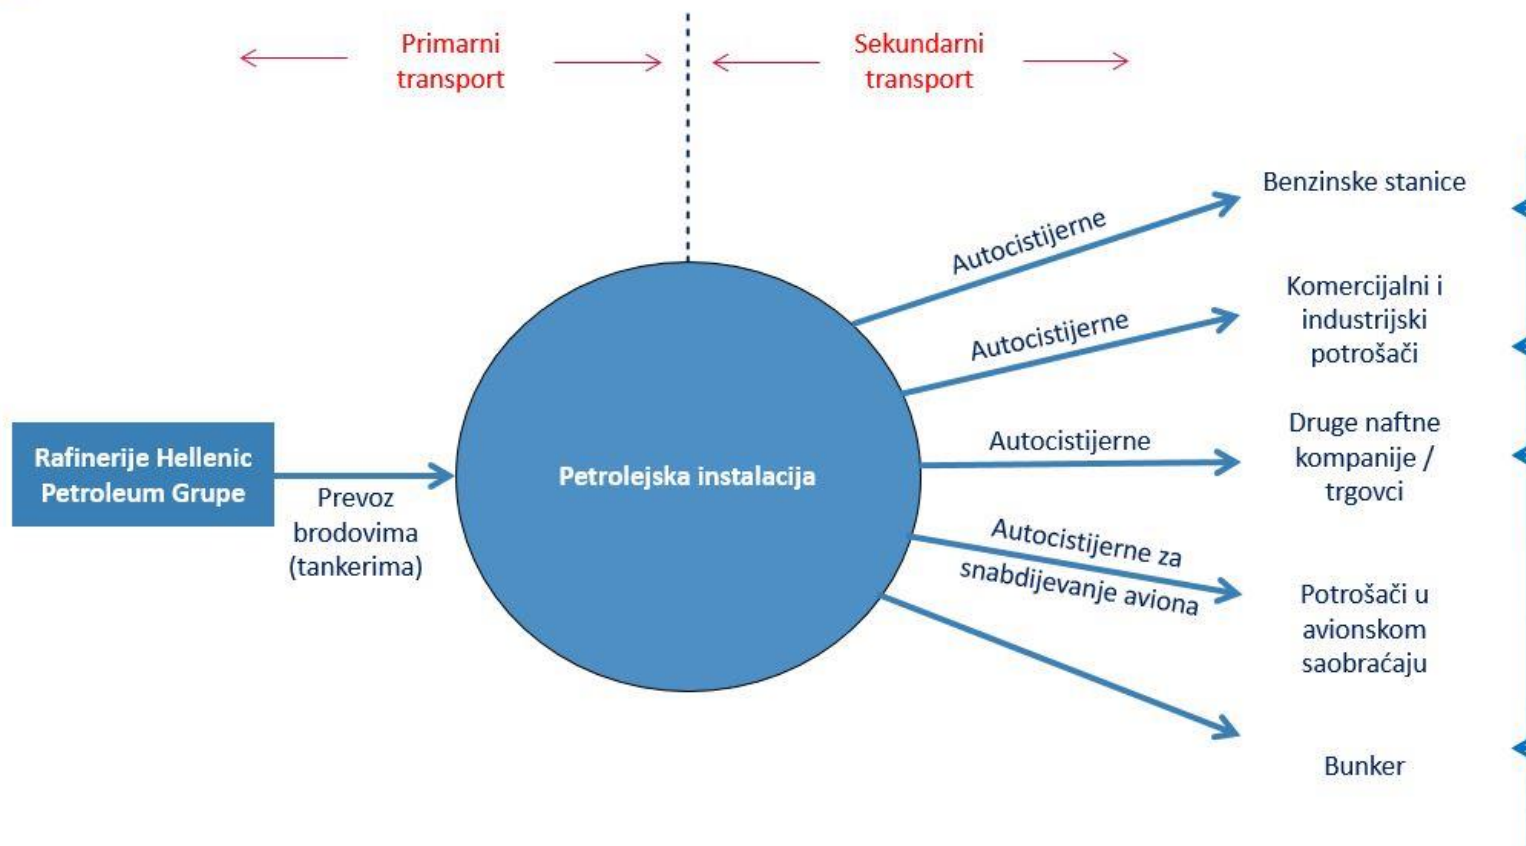 Primarni
transport
Sekundarni
transport
Benzinske stanice
Autocistijerne
Komercijalni i
industrijski
potrošači
Autocistijerne
Druge naftne
kompanije /
trgovci
Autocistijerne
Rafinerije Hellenic
Petroleum Grupe
Prevoz
brodovima
(tankerima)
Petrolejska instalacija
Autocistijerne za
snabdijevanje aviona
Potrošači u
avionskom
saobraćaju
Bunker